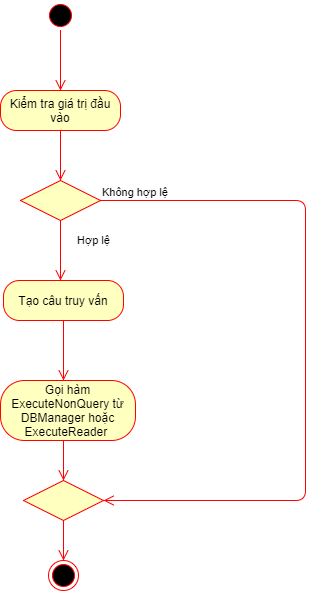 Kiểm tra giá trị đầu
vảo
Không hợp lệ
Hợp lệ
Tạo câu truy vấn
Gọi hàm
ExecuteNonQuery từ
DBManager hoặc
ExecuteReader